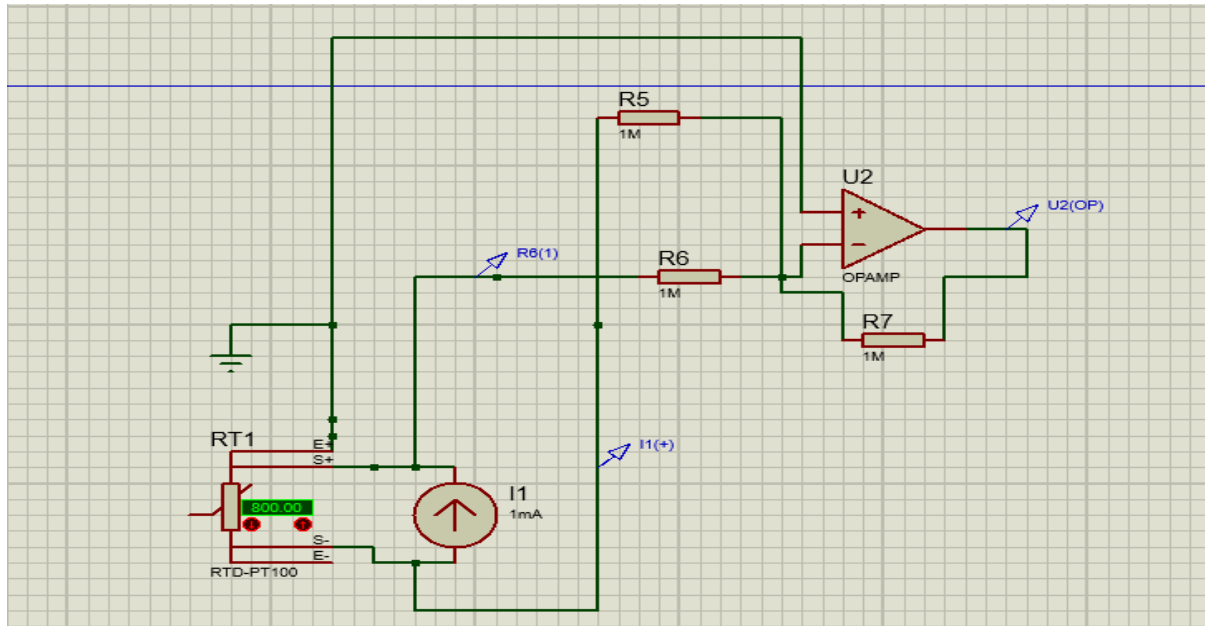 R5
1M
U2
U2(OP)
+
−
OPAMP
R6(1)
R6
1M
R7
1M
I1(+)
RT1
E+
S+
800.00
I1
1mA
S-
E-
RTD-PT100